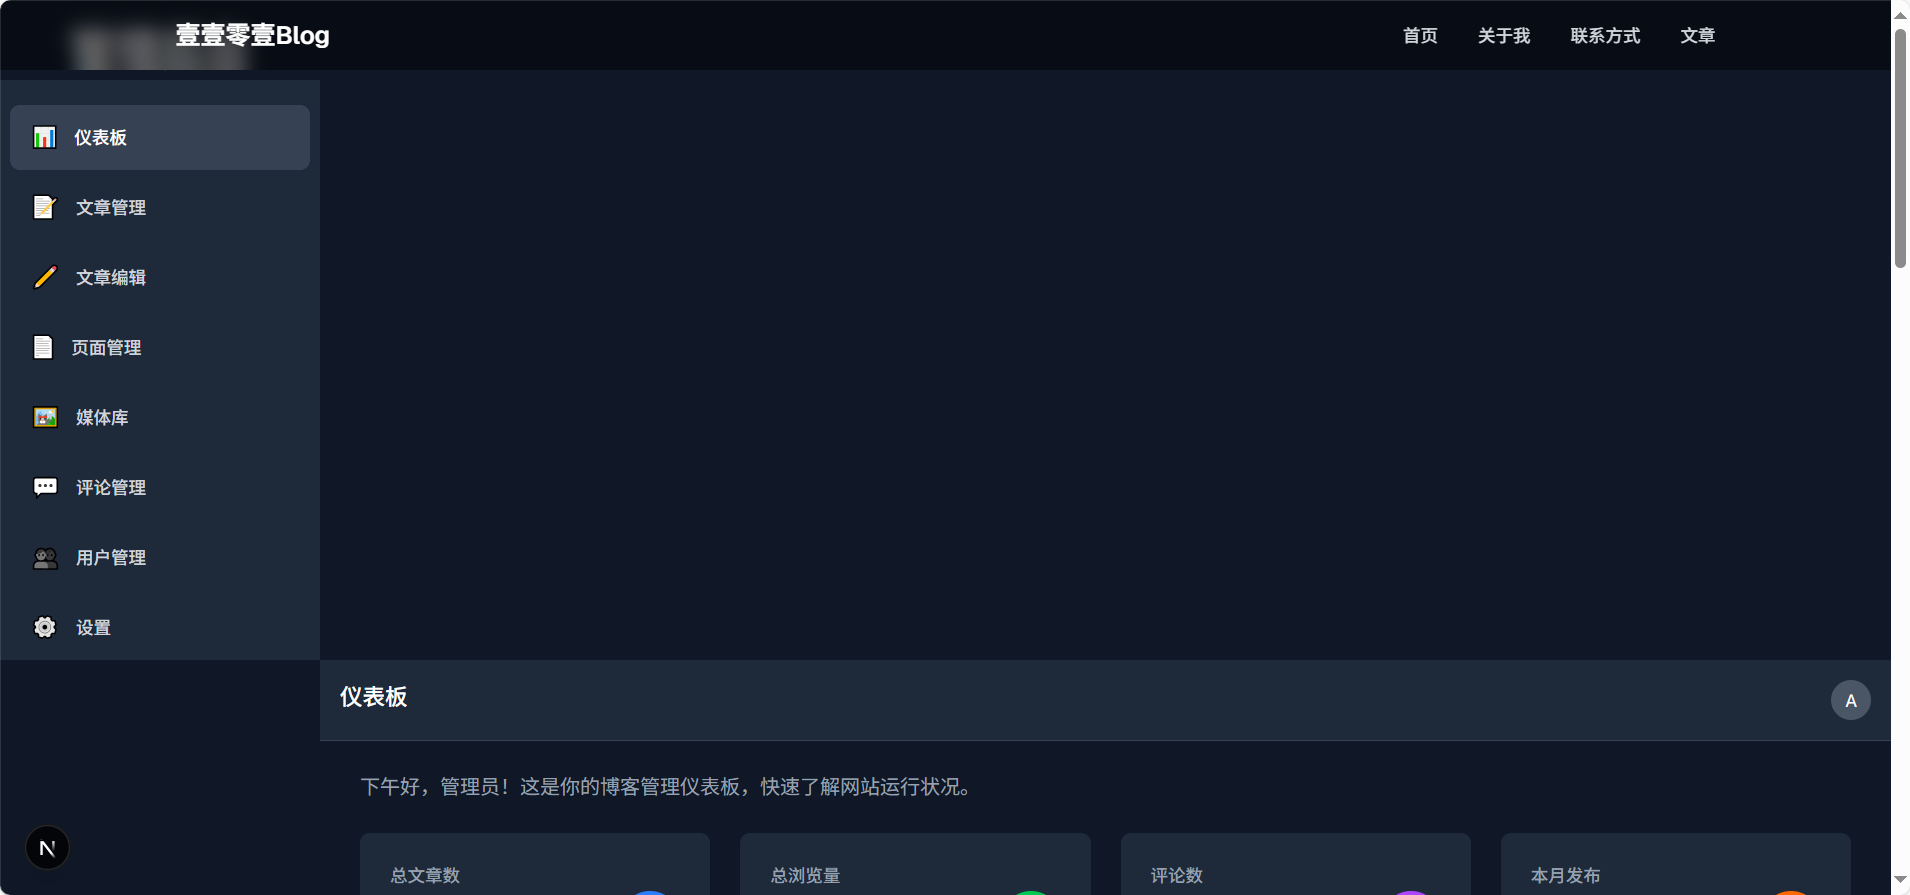 壹壹零壹Blog
首页 关于我 联系方式 文章
仪表板
文章管理
文章编辑
页面管理
媒体库
评论管理
用户管理
设置
仪表板
A
下午好，管理员！这是你的博客管理仪表板，快速了解网站运行状况。
总文章数 总浏览量 评论数 本月发布
N